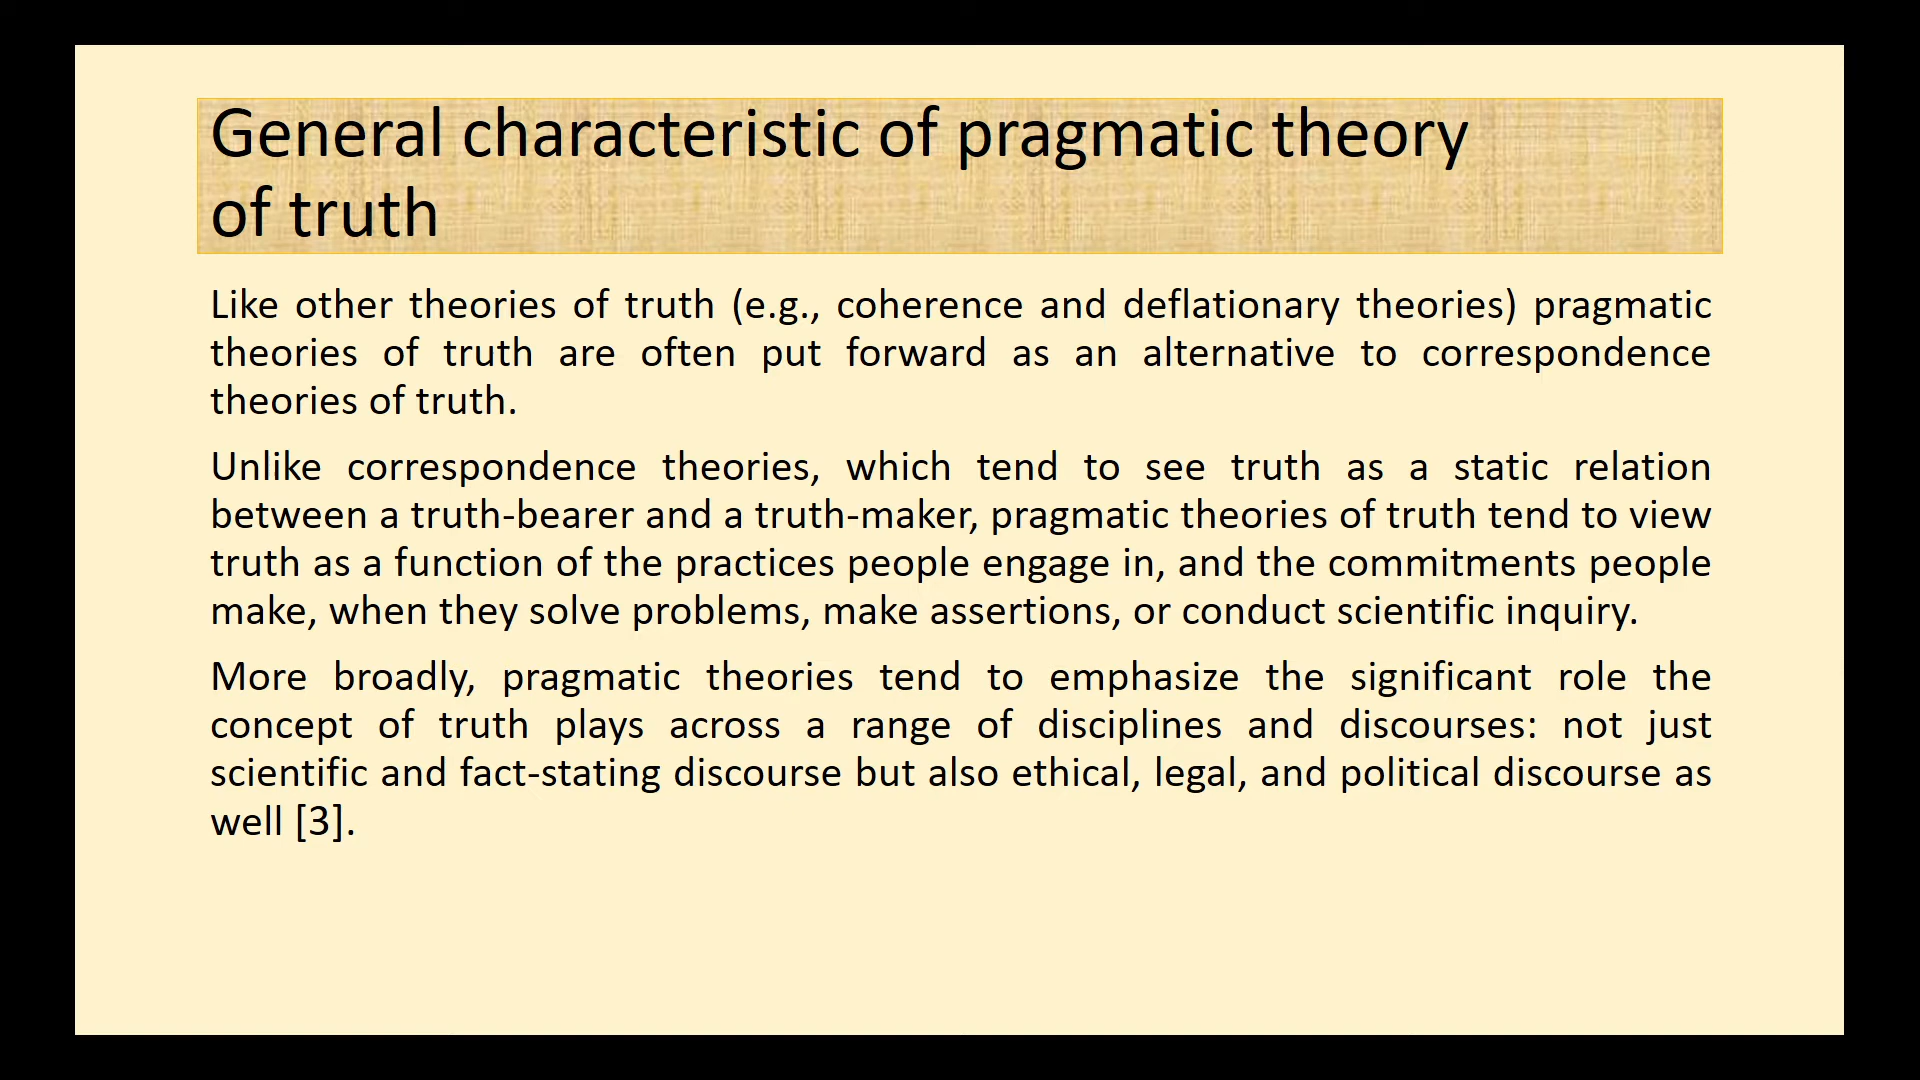 General characteristic of pragmatic theory
of truth
Like other theories of truth (e.g., coherence and deflationary theories) pragmatic
theories of truth are often put forward as an alternative to correspondence
theories of truth.
Unlike correspondence theories, which tend to see truth as a static relation
between a truth-bearer and a truth-maker, pragmatic theories of truth tend to view
truth as a function of the practices people engage in, and the commitments people
make, when they solve problems, make assertions, or conduct scientific inquiry.
More broadly, pragmatic theories tend to emphasize the significant role the
concept of truth plays across a range of disciplines and discourses: not just
scientific and fact-stating discourse but also ethical, legal, and political discourse as
well [3].